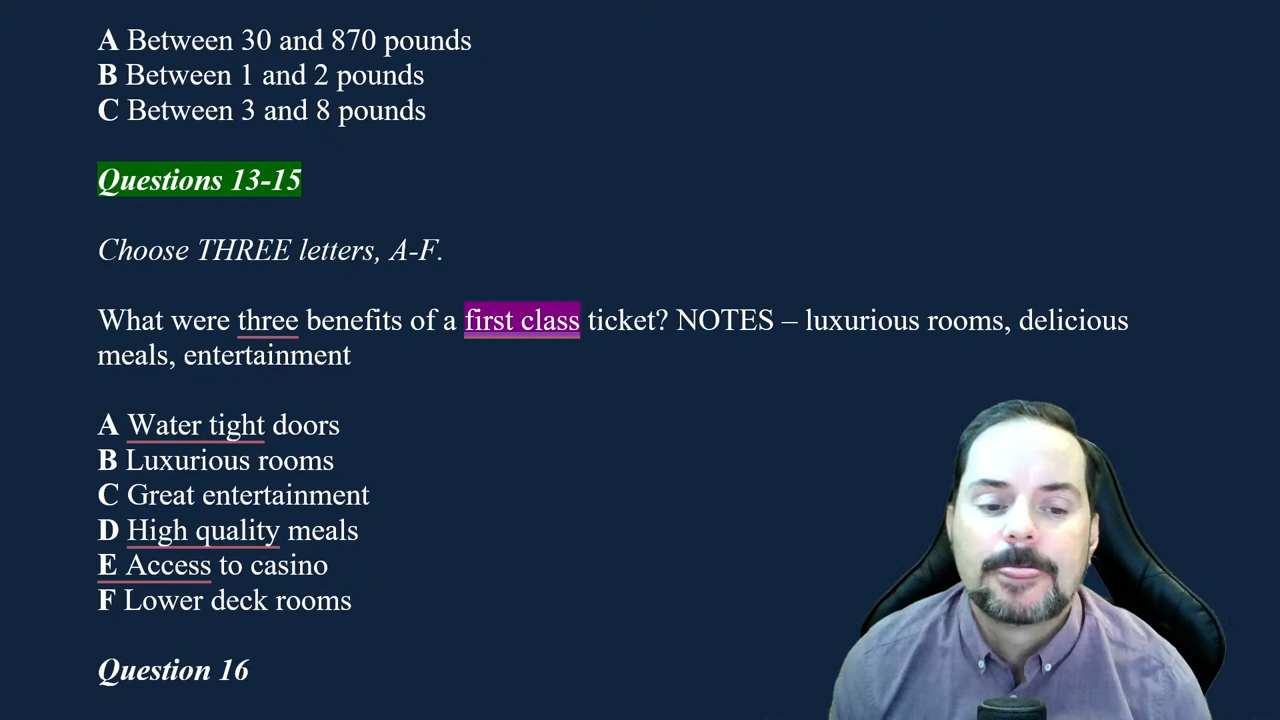 A Between 30 and 870 pounds
B Between 1 and 2 pounds
C Between 3 and 8 pounds
Questions 13-15
Choose THREE letters, A-F.
What were three benefits of a first class ticket? NOTES – luxurious rooms, delicious
meals, entertainment
A Water tight doors
B Luxurious rooms
C Great entertainment
D High quality meals
E Access to casino
F Lower deck rooms
Question 16